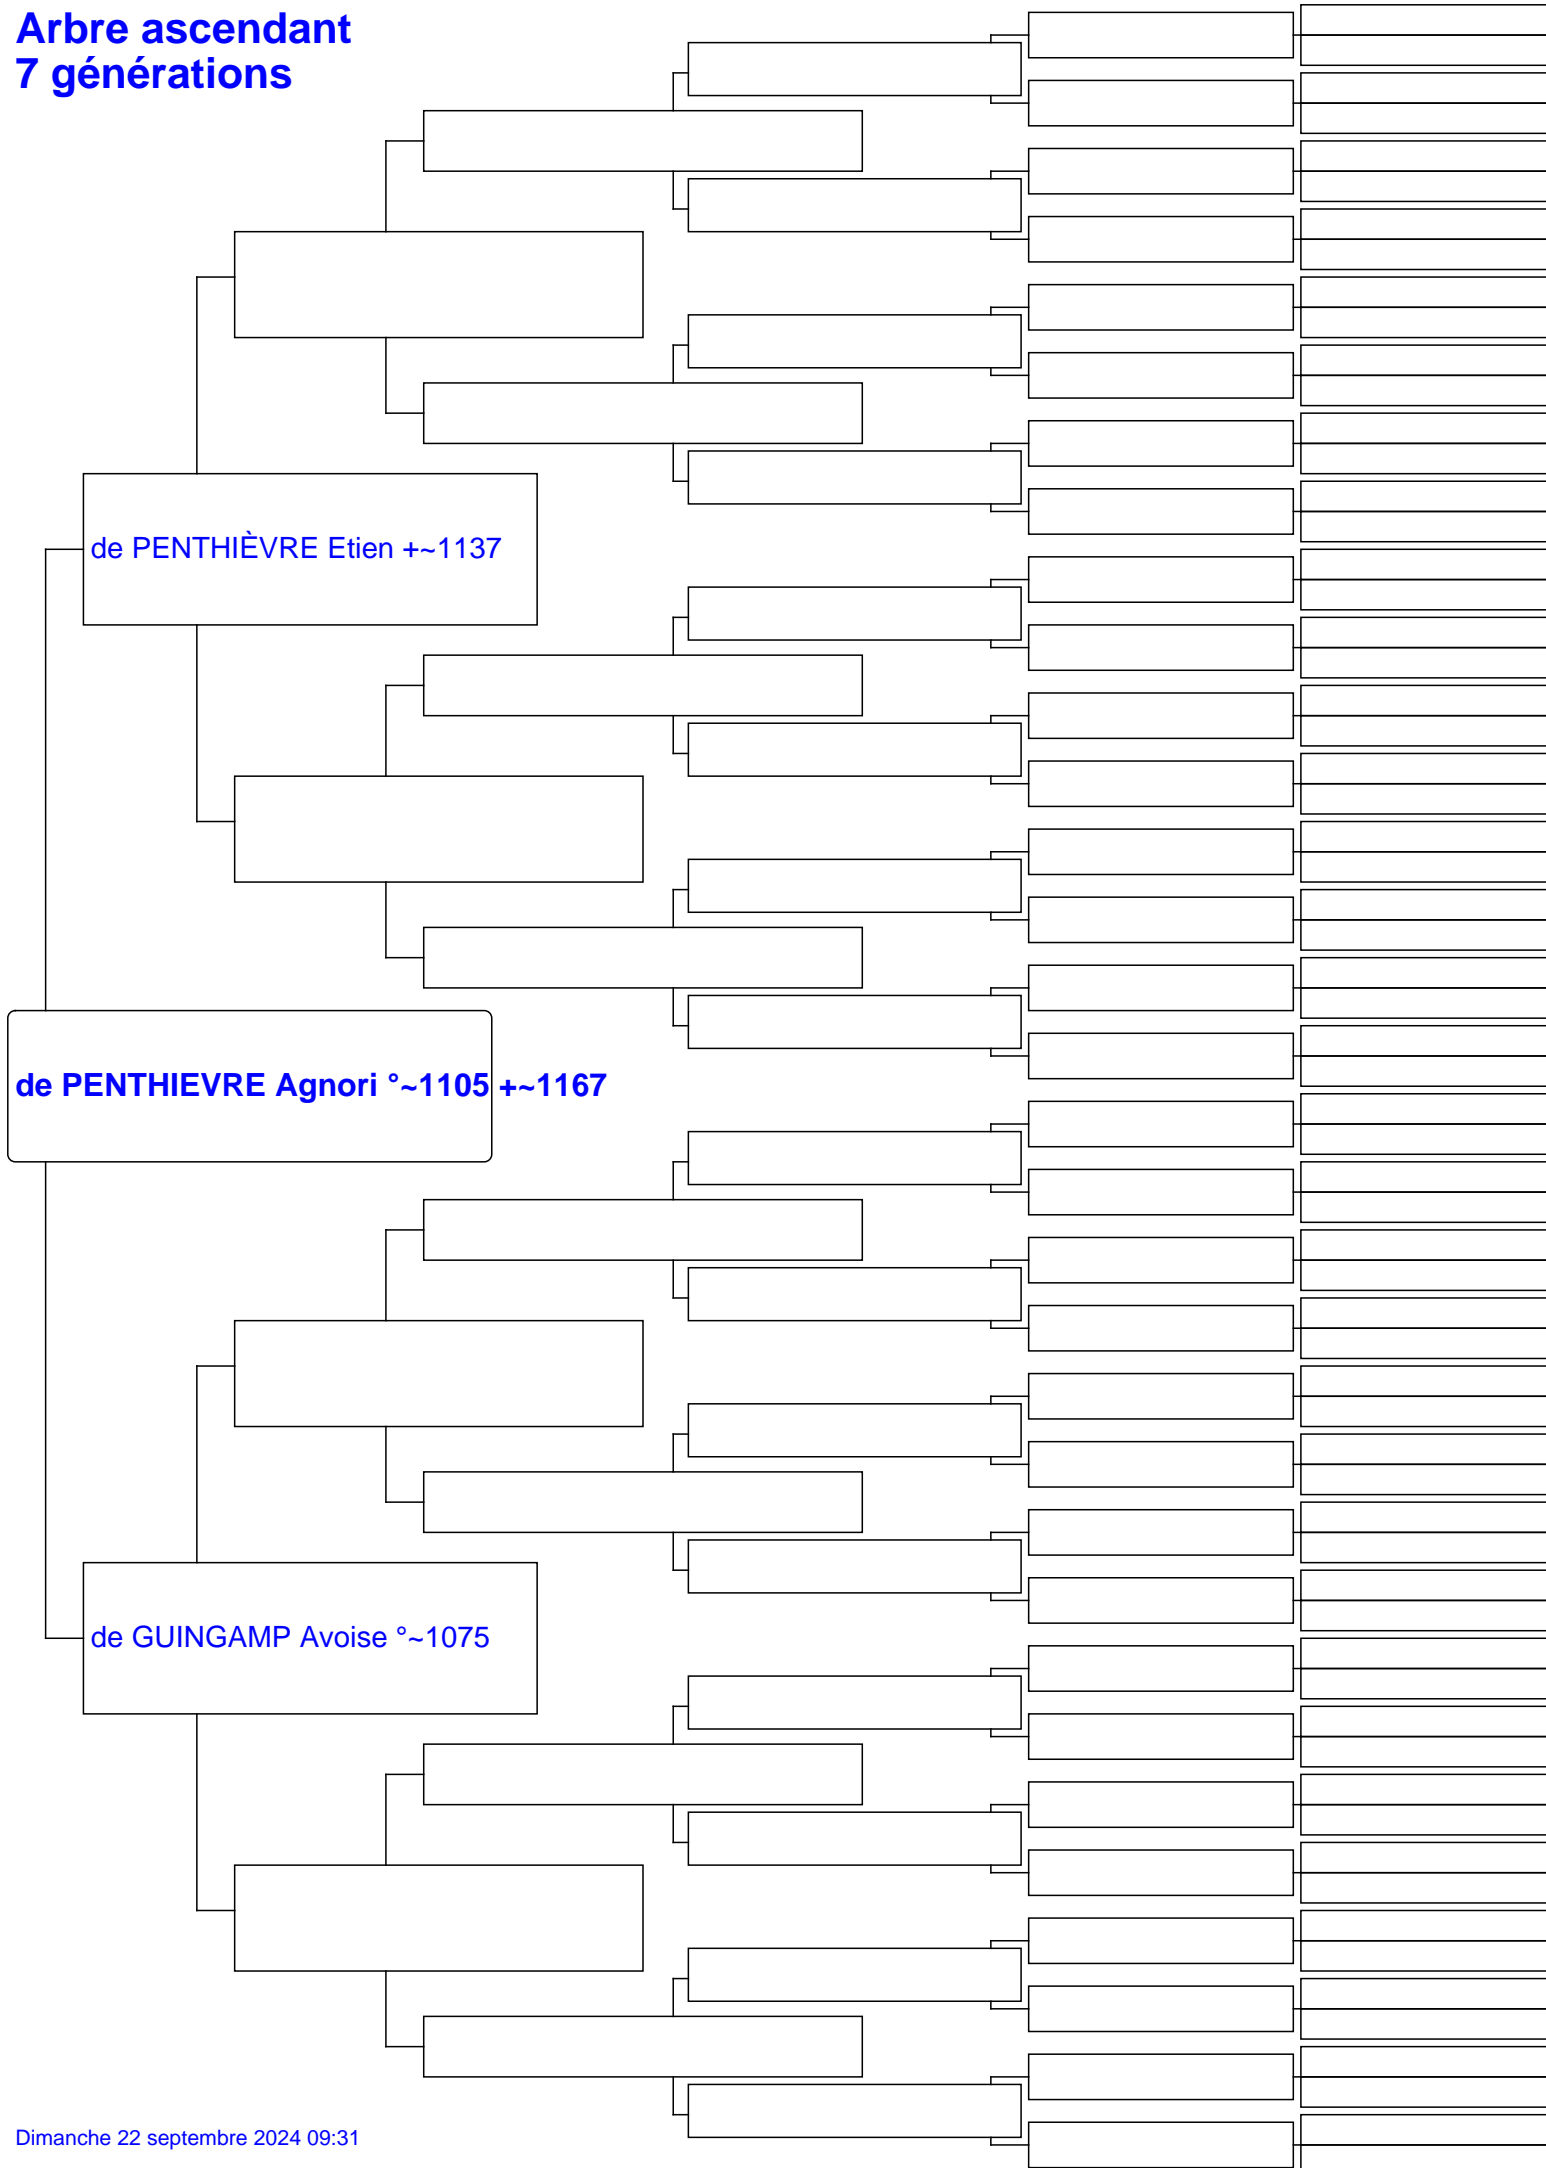 Arbre ascendant
7 générations
de PENTHIÈVRE Etien +~1137
de PENTHIEVRE Agnori °~1105 +~1167
de GUINGAMP Avoise °~1075
Dimanche 22 septembre 2024 09:31